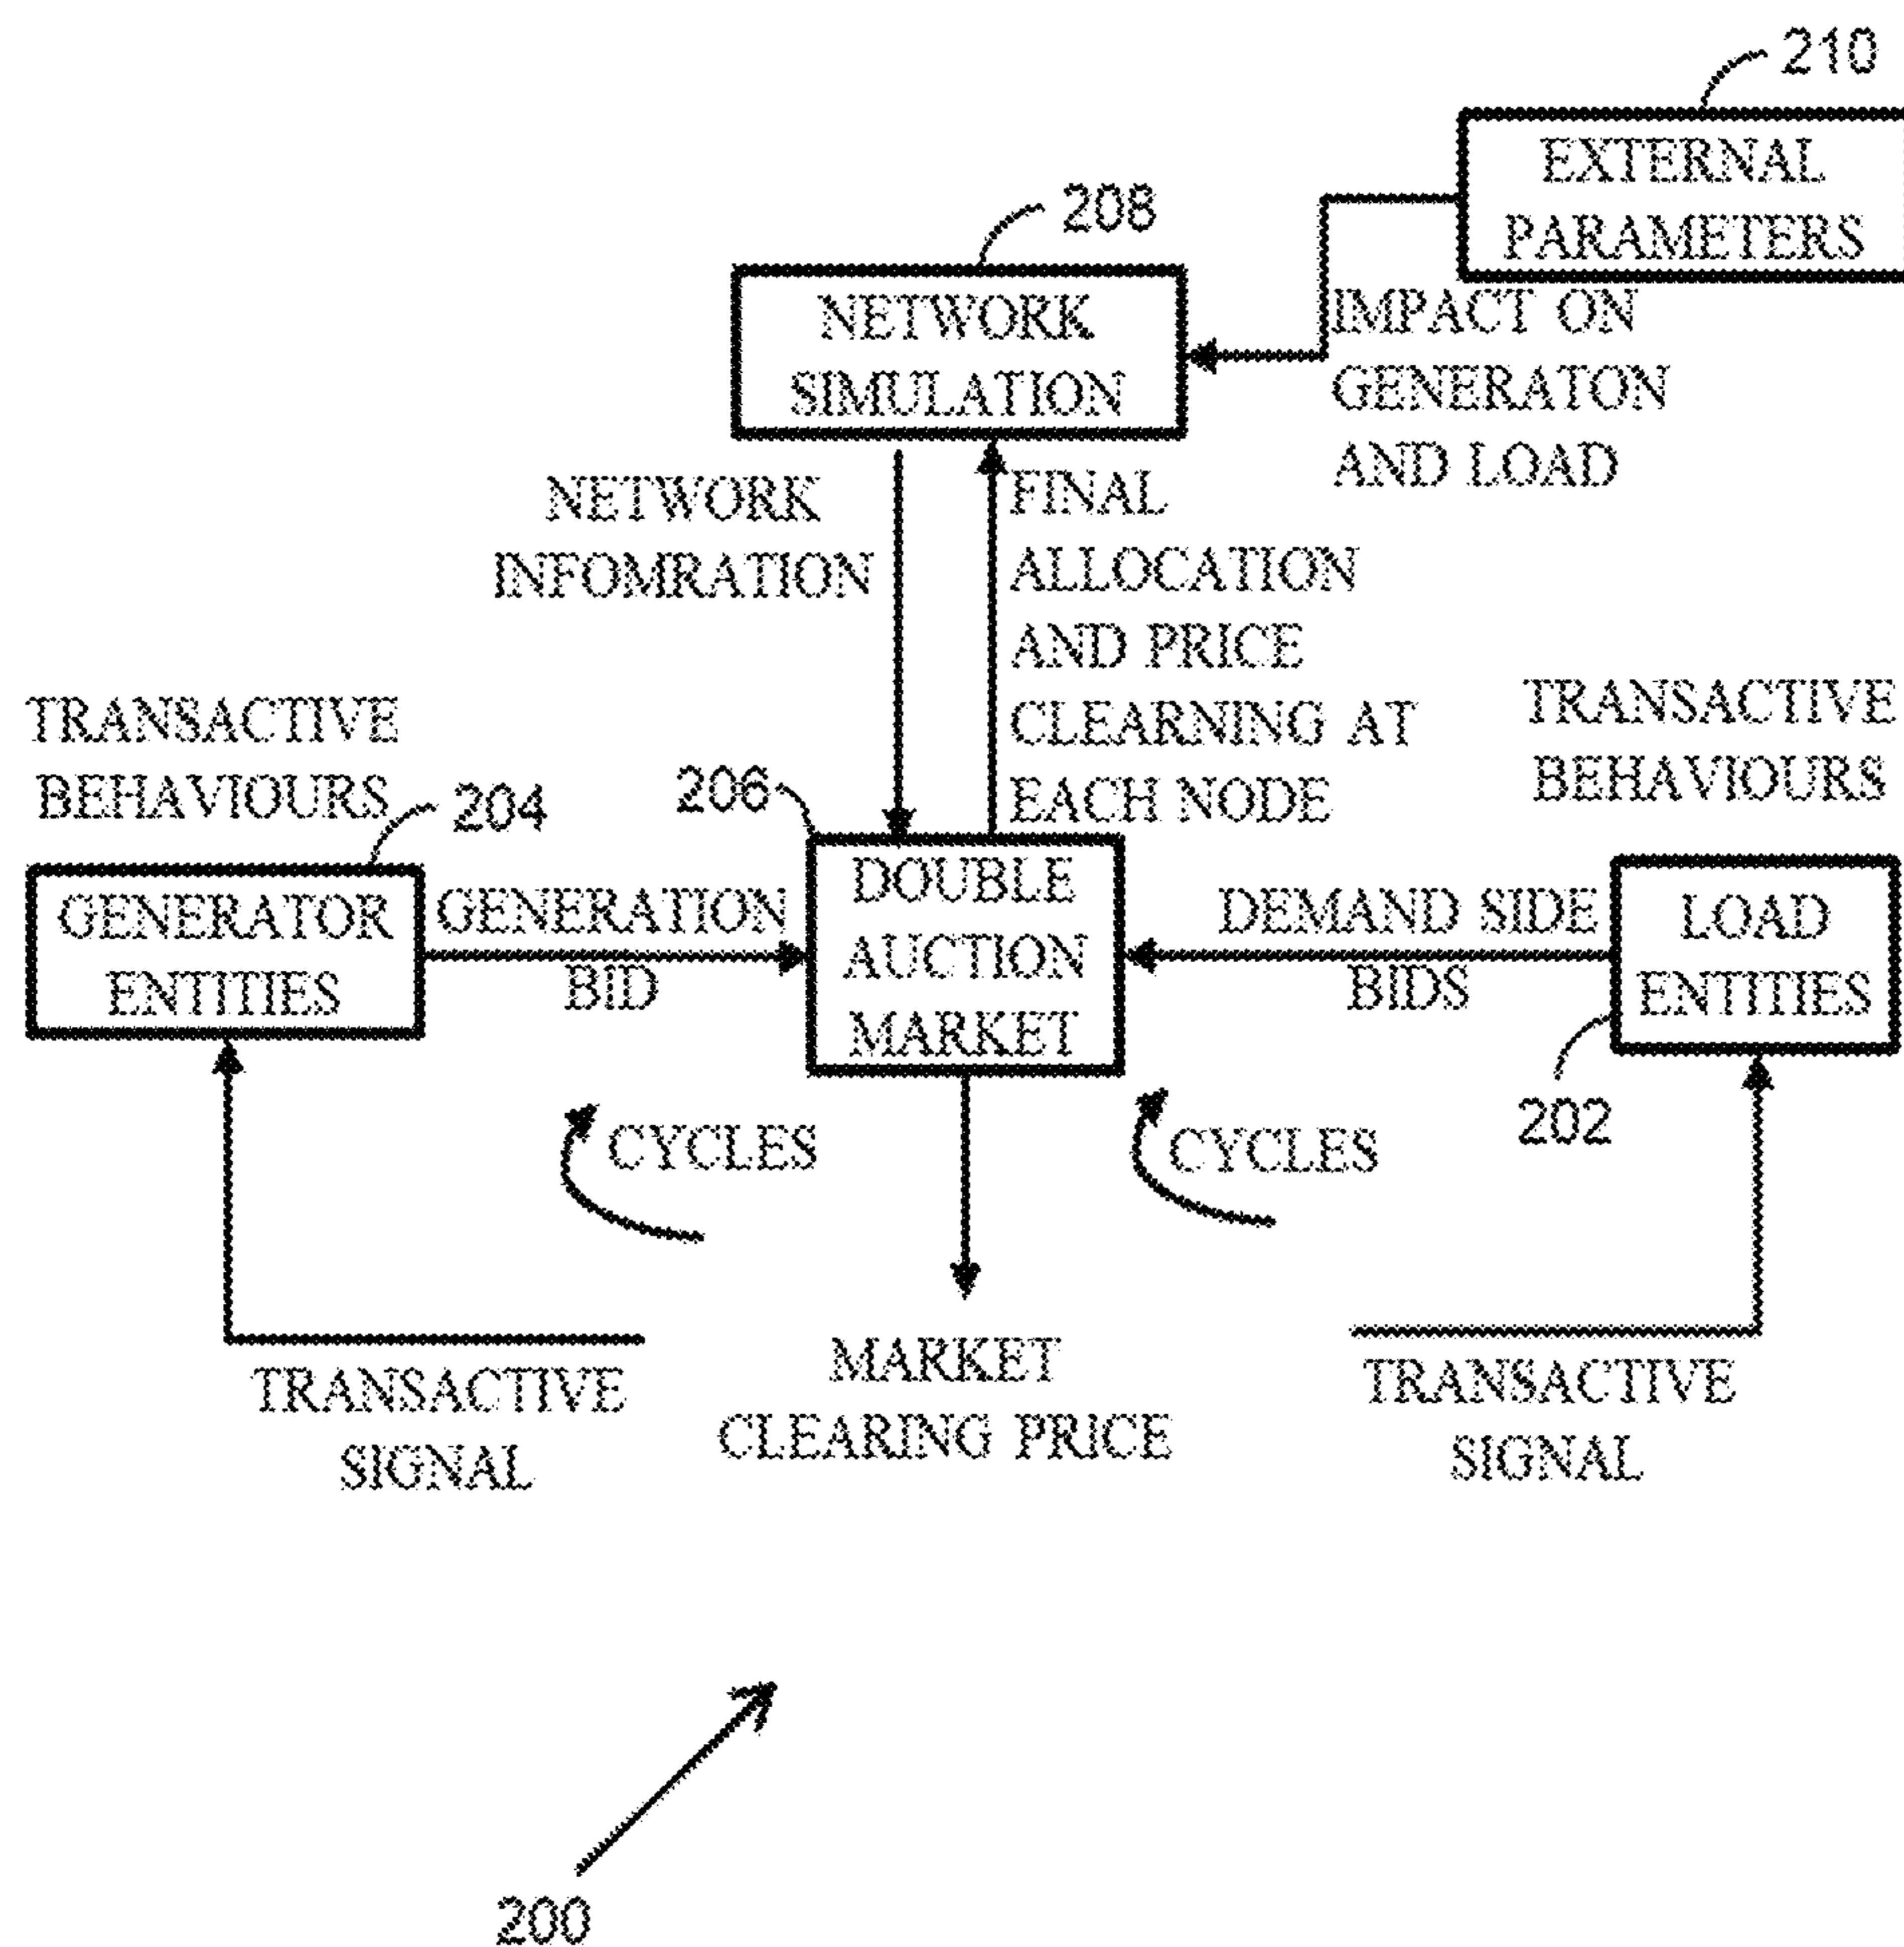 210
EXTERNAL
PARAMETERS
208
NETWORK
SIMULATION
IMPACT ON
GENERATON
AND LOAD
NETWORK
INFOMRATION
FINAL
ALLOCATION
AND PRICE
CLEARNING AT
EACH NODE
TRANSACTIVE
BEHAVIOURS
204
206
TRANSACTIVE
BEHAVIOURS
GENERATOR
ENTITIES
GENERATION
BID
DOUBLE
AUCTION
MARKET
DEMAND SIDE
BIDS
LOAD
ENTITIES
202
CYCLES
CYCLES
TRANSACTIVE
SIGNAL
MARKET
CLEARING PRICE
TRANSACTIVE
SIGNAL
200